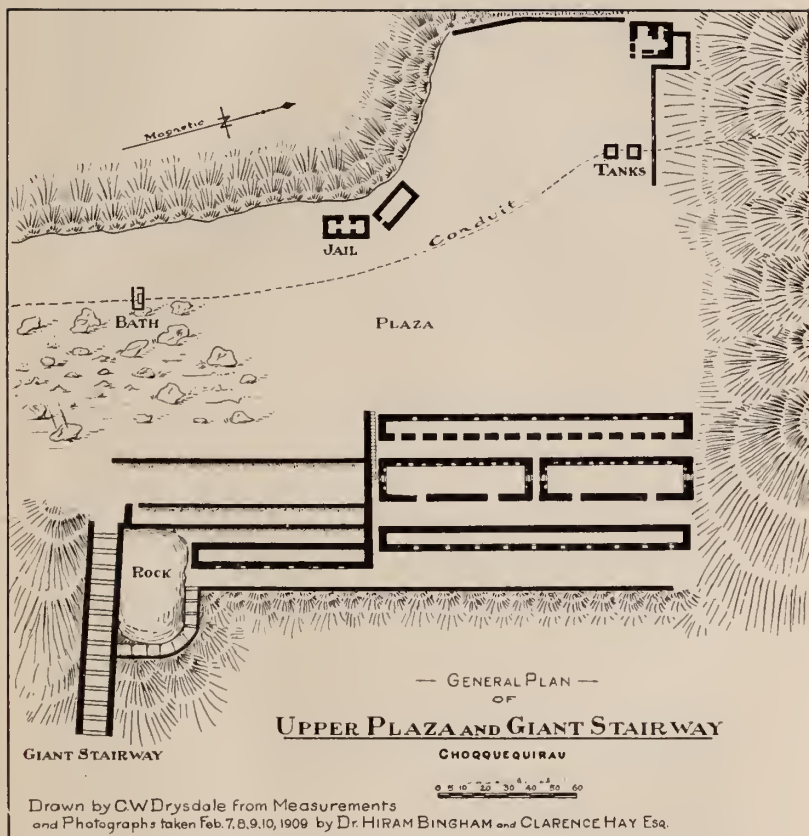 Magnetic
N
TANKS
Conduit
JAIL
BATH
PLAZA
ROCK
GIANT STAIRWAY
— GENERAL PLAN —
OF
UPPER PLAZA AND GIANT STAIRWAY
CHOQQUEQUIRAU
0 5 10 20 30 40 50 60
Drawn by C.W Drysdale from Measurements
and Photographs taken Feb. 7, 8, 9, 10, 1909 by Dr. HIRAM BINGHAM and CLARENCE HAY ESQ.